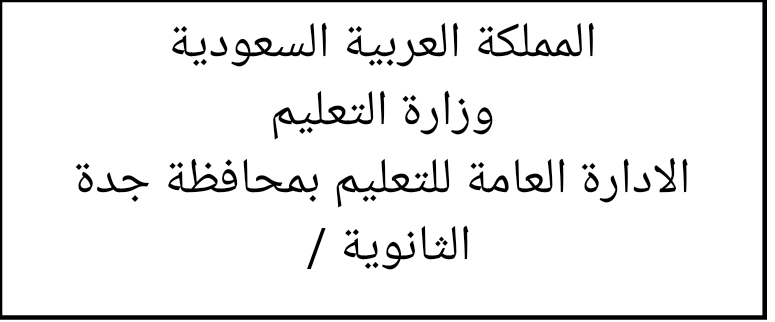 المملكة العربية السعودية
وزارة التعليم
الادارة العامة للتعليم بمحافظة جدة
الثانوية /